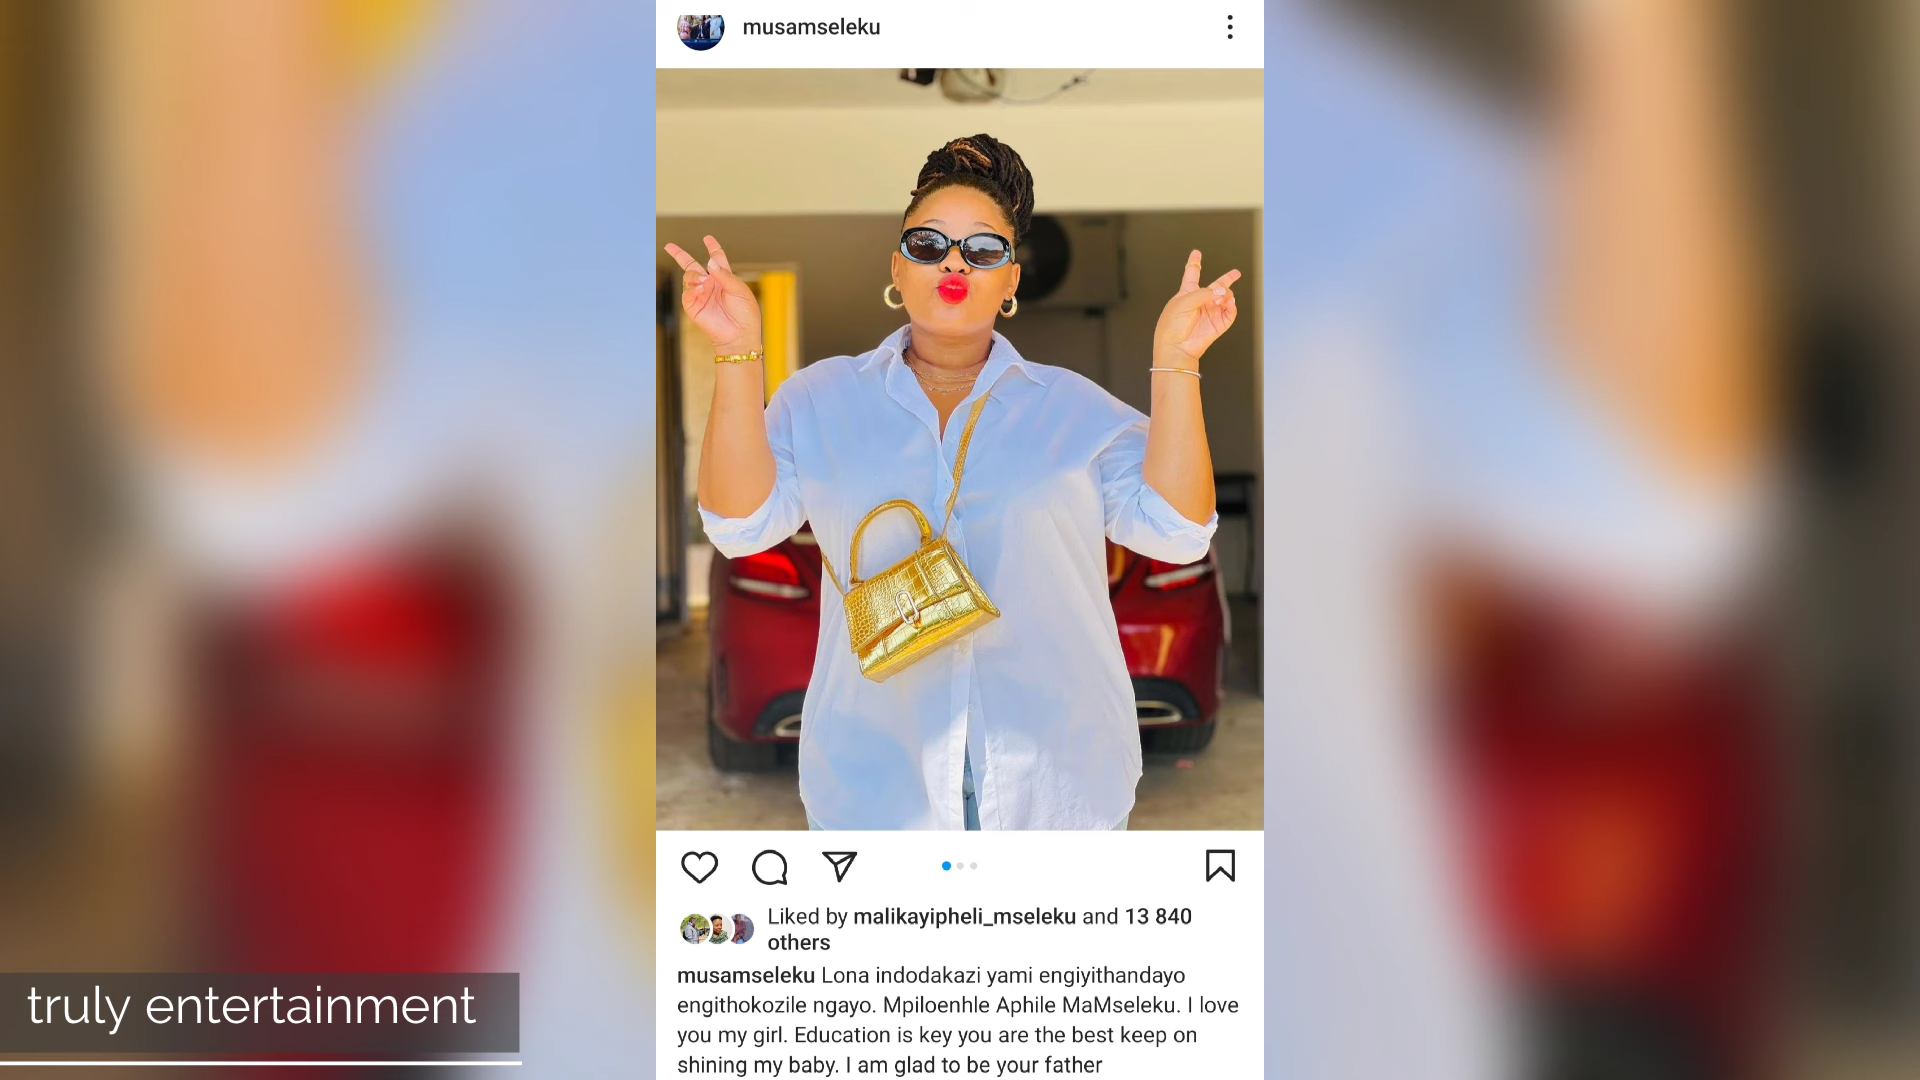 musamseleku
Liked by malikayipheli_mseleku and 13 840
others
musamseleku Lona indodakazi yami engiyithandayo
engithokozile ngayo. Mpiloenhle Aphile MaMseleku. I love
you my girl. Education is key you are the best keep on
shining my baby. I am glad to be your father
truly entertainment